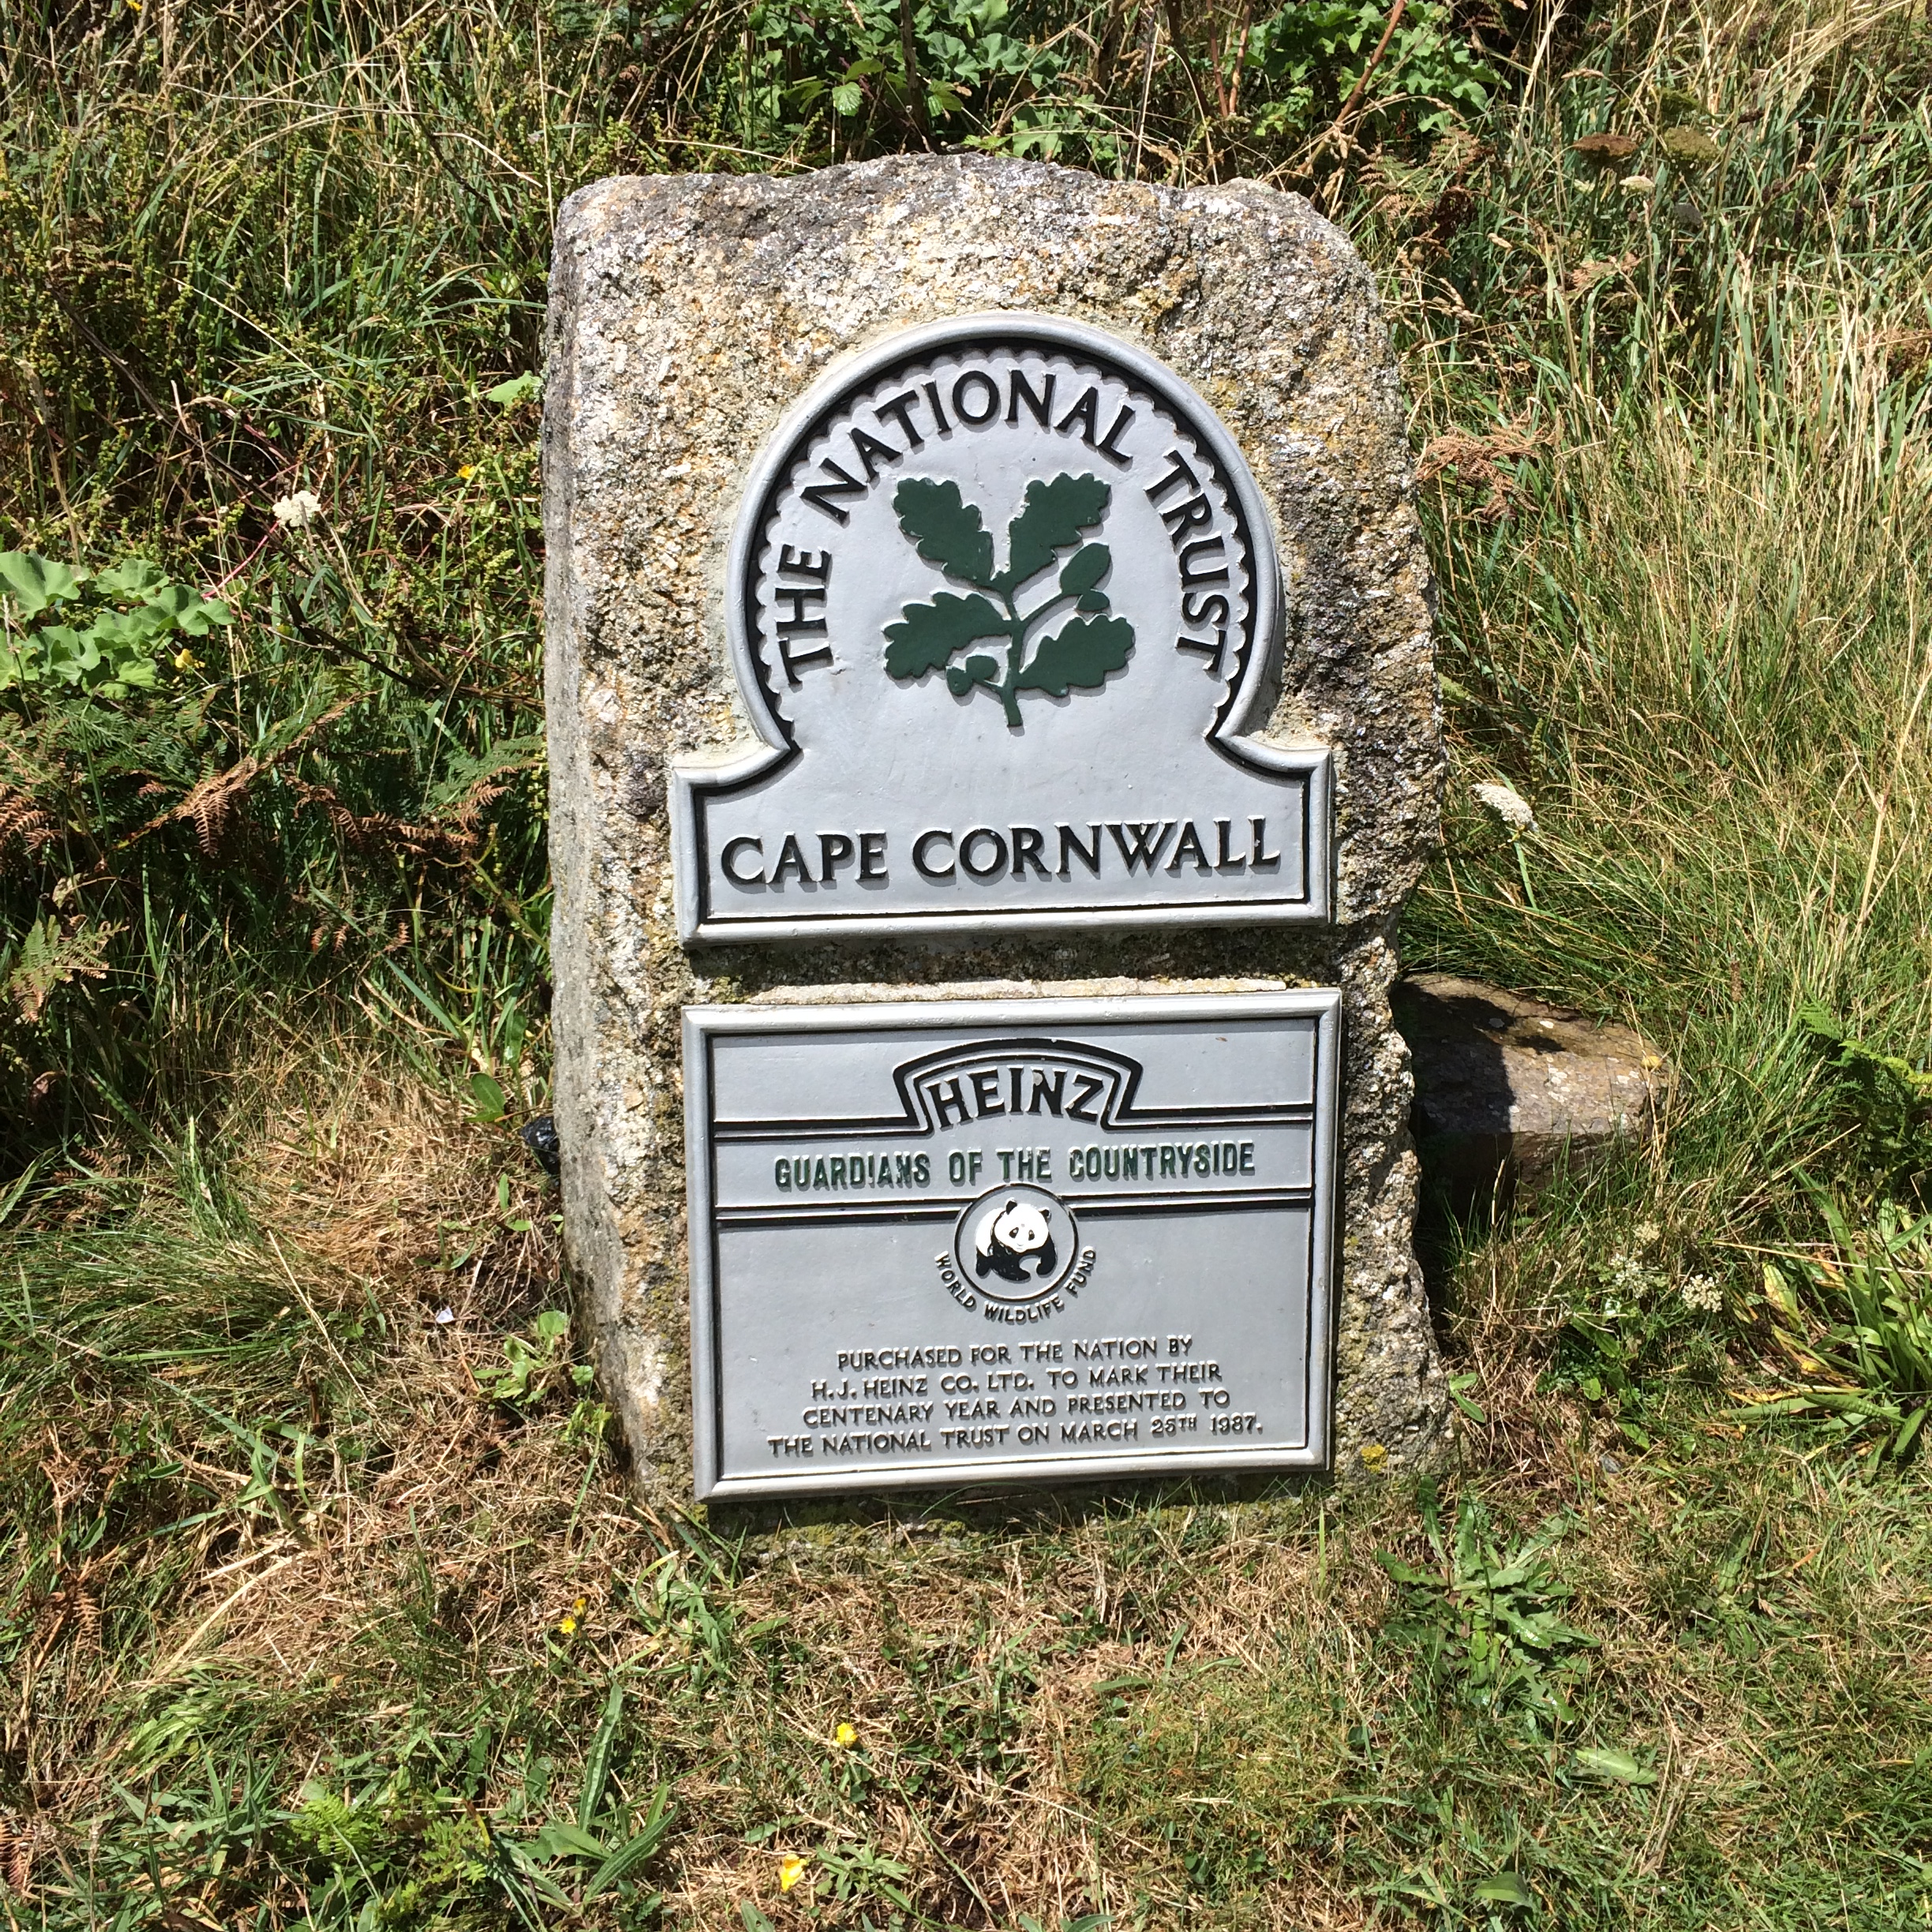 THE NATIONAL TRUST
CAPE CORNWALL
HEINZ
GUARDIANS OF THE COUNTRYSIDE
WORLD WILDLIFE FUND
PURCHASED FOR THE NATION BY
H.J. HEINZ CO. LTD. TO MARK THEIR
CENTENARY YEAR AND PRESENTED TO
THE NATIONAL TRUST ON MARCH 25TH 1987.